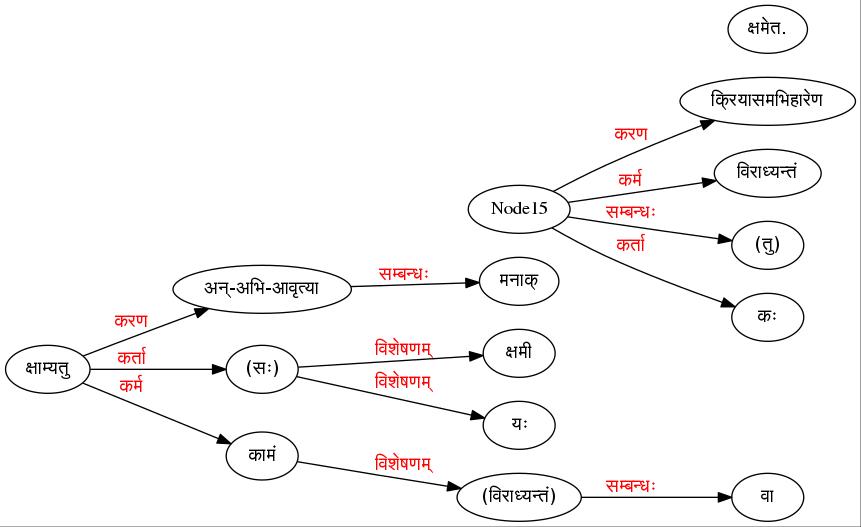 क्षमेत.
क्रियासमभिहारेण
करण
विराध्यन्तं
कर्म
Node15
सम्बन्धः
(तु)
कर्ता
अन्-अभि-आवृत्या
सम्बन्धः
मनाक्
कः
करण
विशेषणम्
क्षमी
क्षाम्यतु
कर्ता
(सः)
विशेषणम्
कर्म
यः
कामं
विशेषणम्
(विराध्यन्तं)
सम्बन्धः
वा